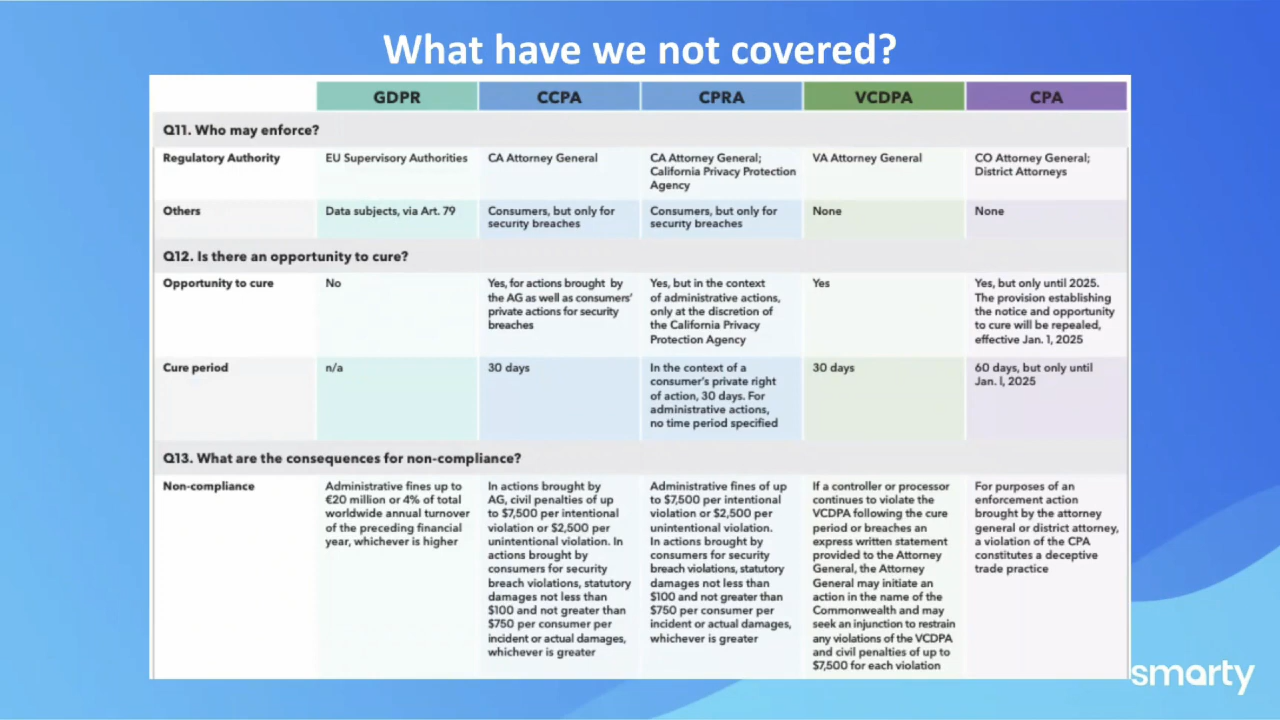 What have we not covered?
GDPR CCPA CPRA VCDPA CPA
Q11. Who may enforce?
Regulatory Authority
EU Supervisory Authorities
CA Attorney General
CA Attorney General;
California Privacy Protection
Agency
VA Attorney General
CO Attorney General;
District Attorneys
Others
Data subjects, via Art. 79
Consumers, but only for
security breaches
Consumers, but only for
security breaches
None
None
Q12. Is there an opportunity to cure?
Opportunity to cure
No
Yes, for actions brought by
the AG as well as consumers'
private actions for security
breaches
Yes, but in the context
of administrative actions,
only at the discretion of
the California Privacy
Protection Agency
Yes
Yes, but only until 2025.
The provision establishing
the notice and opportunity
to cure will be repealed,
effective Jan. 1, 2025
Cure period
n/a
30 days
In the context of a
consumer's private right
of action, 30 days. For
administrative actions,
no time period specified
30 days
60 days, but only until
Jan. l, 2025
Q13. What are the consequences for non-compliance?
Non-compliance
Administrative fines up to
€20 million or 4% of total
worldwide annual turnover
of the preceding financial
year, whichever is higher
In actions brought by
AG, civil penalties of up
to $7,500 per intentional
violation or $2,500 per
unintentional violation. In
actions brought by
consumers for security
breach violations, statutory
damages not less than
$100 and not greater than
$750 per consumer per
incident or actual damages,
whichever is greater
Administrative fines of up
to $7,500 per intentional
violation or $2,500 per
unintentional violation.
In actions brought by
consumers for security
breach violations, statutory
damages not less than
$100 and not greater than
$750 per consumer per
incident or actual damages,
whichever is greater
If a controller or processor
continues to violate the
VCDPA following the cure
period or breaches an
express written statement
provided to the Attorney
General, the Attorney
General may initiate an
action in the name of the
Commonwealth and may
seek an injunction to restrain
any violations of the VCDPA
and civil penalties of up to
$7,500 for each violation
For purposes of an
enforcement action
brought by the attorney
general or district attorney,
a violation of the CPA
constitutes a deceptive
trade practice
smarty